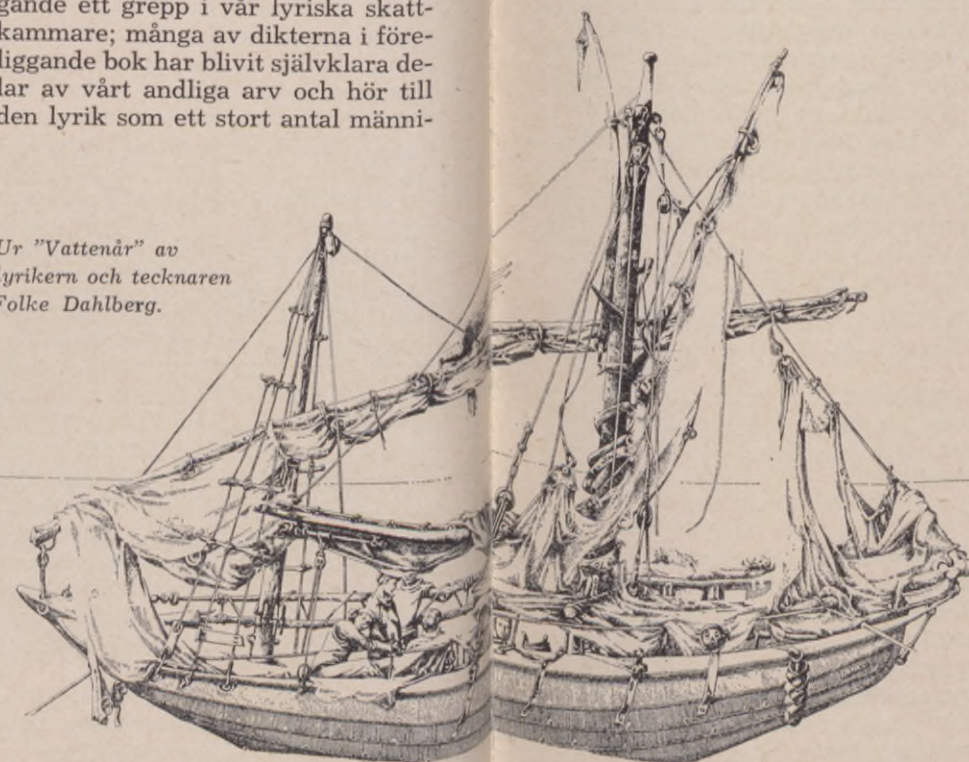 gande ett grepp i vår lyriska skatt-
kammare; många av dikterna i före-
liggande bok har blivit självklara de-
lar av vårt andliga arv och hör till
den lyrik som ett stort antal männi-
Ur "Vattenår" av
lyrikern och tecknaren
Folke Dahlberg.